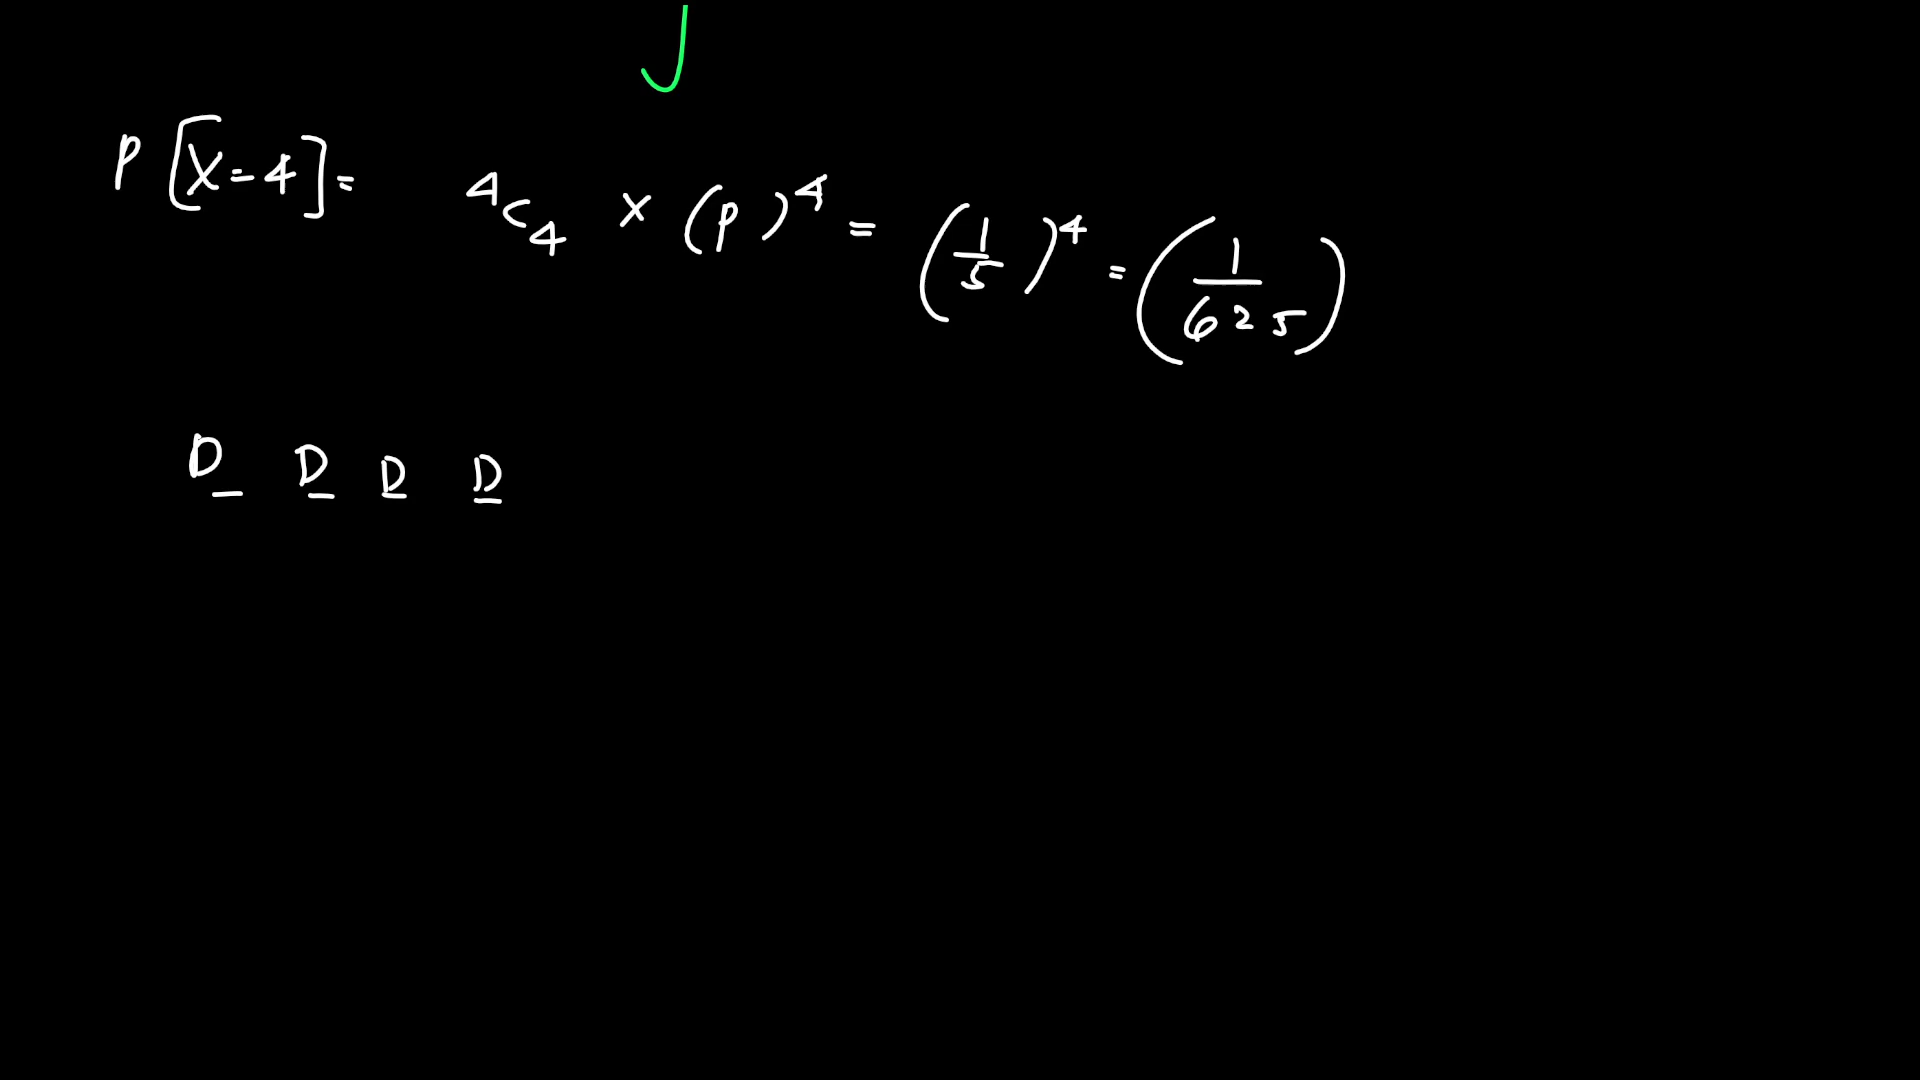 P [X=4] = ⁴C₄ × (p)⁴ = (1/5)⁴ = (1/625)
D D D D